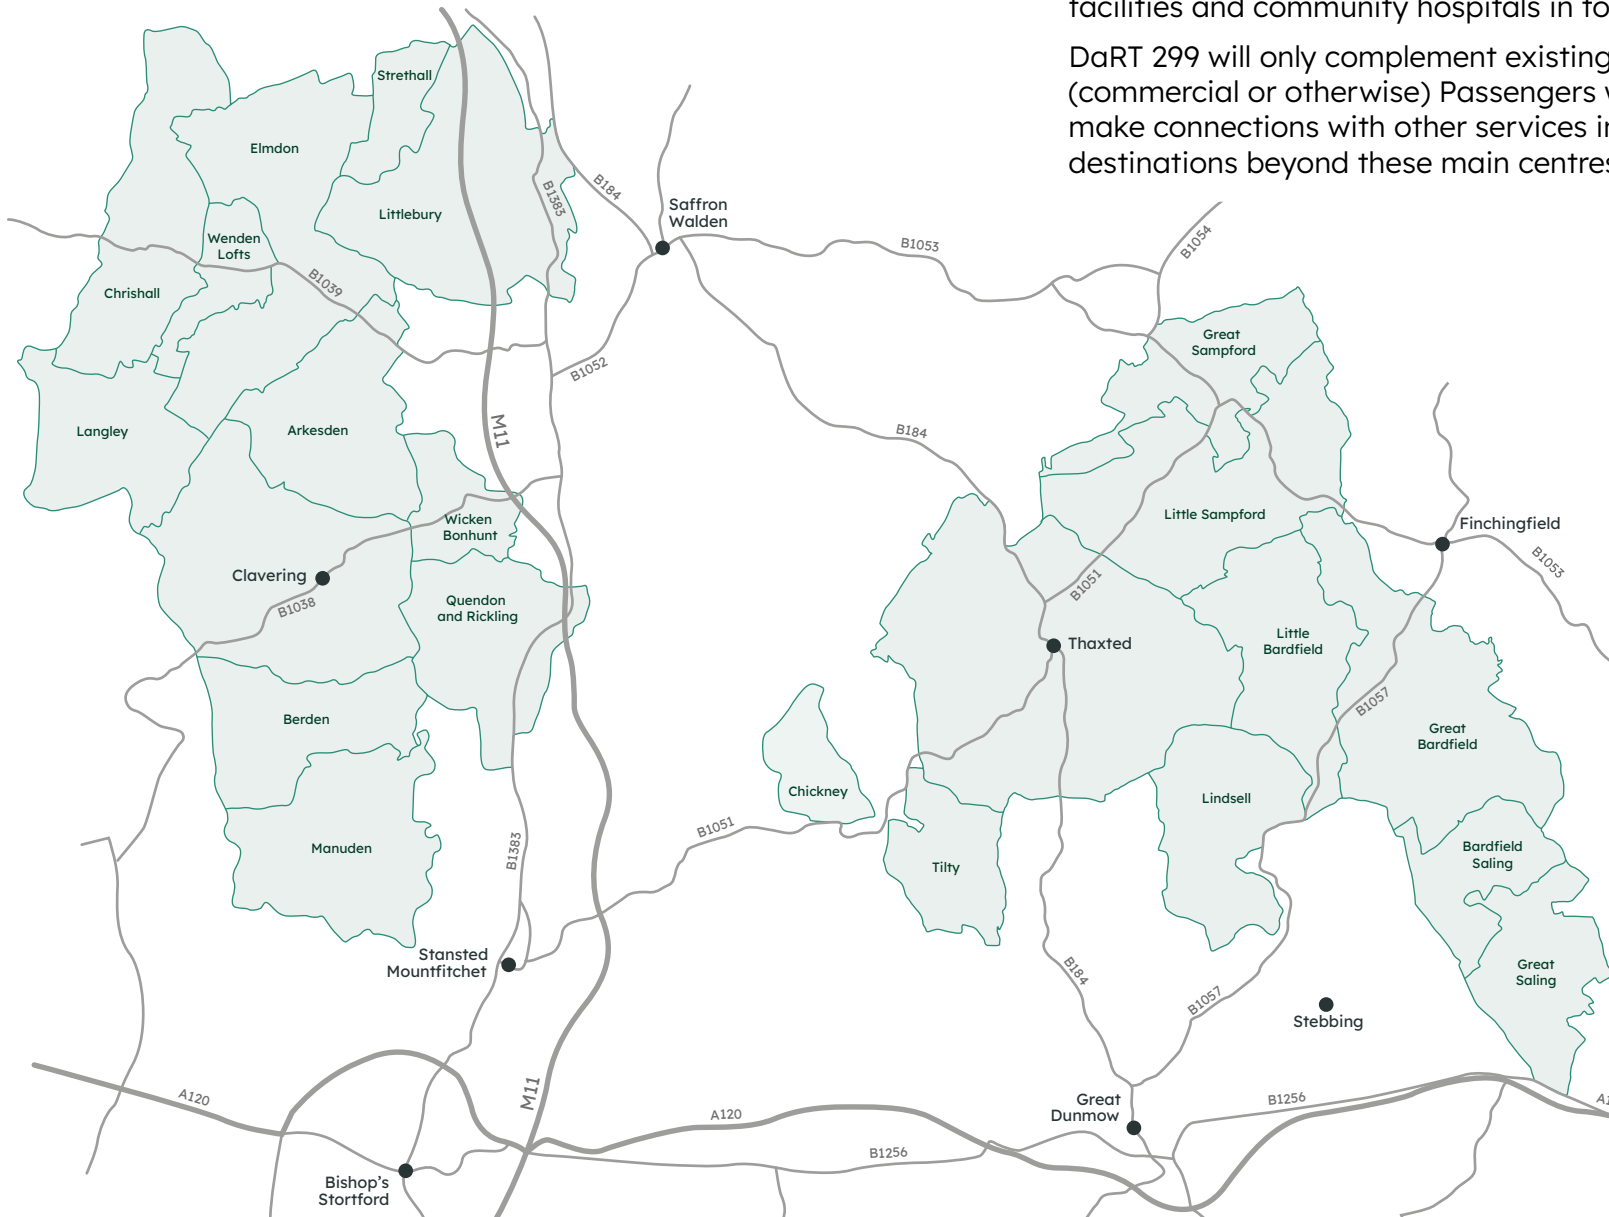 facilities and community hospitals in to
DaRT 299 will only complement existing
(commercial or otherwise) Passengers
make connections with other services in
destinations beyond these main centres
Strethall
Elmdon
Littlebury
B1383
B184
Saffron
Walden
Wenden
Lofts
B1053
B1054
Chrishall
B1039
Great
Sampford
B1052
Langley
Arkesden
M11
B184
Wicken
Bonhunt
Little Sampford
Finchingfield
B1053
Clavering
B1038
Quendon
and Rickling
B1051
Thaxted
Little
Bardfield
B1057
Berden
Great
Bardfield
Chickney
Lindsell
Manuden
B1383
B1051
Tilty
Bardfield
Saling
Stansted
Mountfitchet
Great
Saling
B184
B1057
Stebbing
A120
M11
A120
Great
Dunmow
B1256
B1256
Bishop’s
Stortford